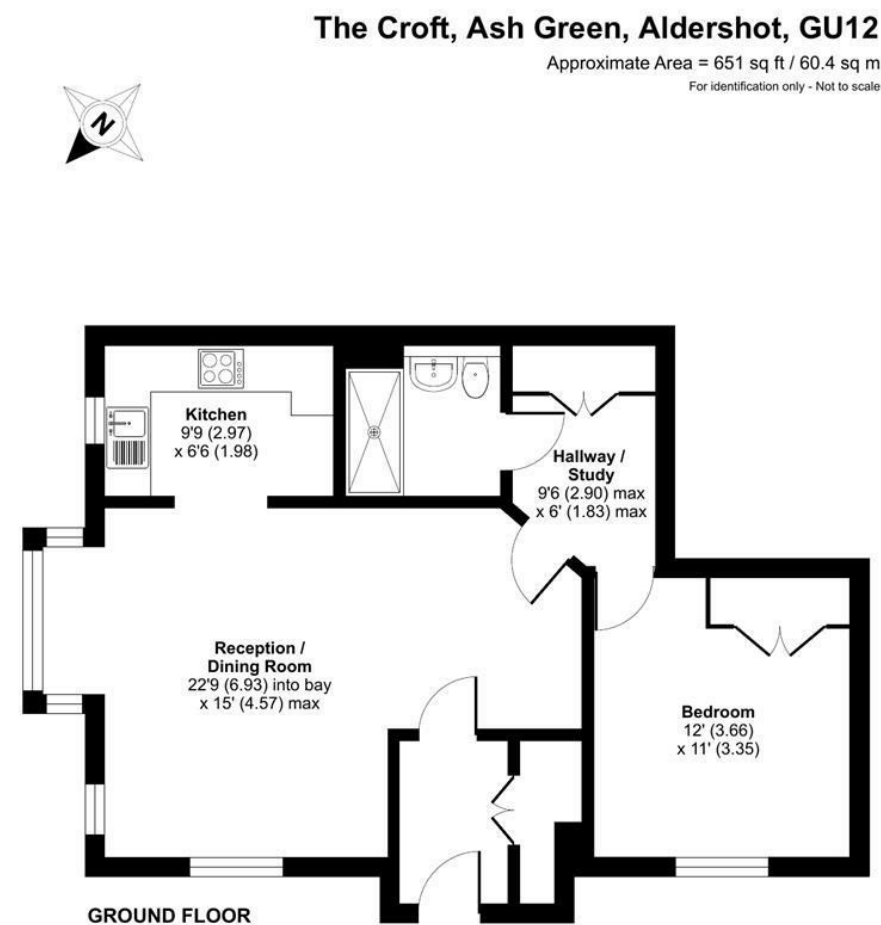 The Croft, Ash Green, Aldershot, GU12
Approximate Area = 651 sq ft / 60.4 sq m
For identification only - Not to scale
N
Kitchen
9'9 (2.97)
x 6'6 (1.98)
Hallway /
Study
9'6 (2.90) max
x 6' (1.83) max
Reception /
Dining Room
22'9 (6.93) into bay
x 15' (4.57) max
Bedroom
12' (3.66)
x 11' (3.35)
GROUND FLOOR